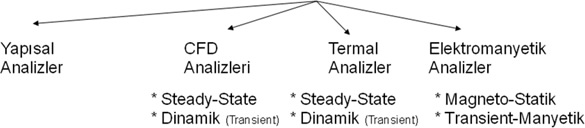 Yapısal
Analizler
CFD
Analizleri
* Steady-State
* Dinamik (Transient)
Termal
Analizler
* Steady-State
* Dinamik (Transient)
Elektromanyetik
Analizler
* Magneto-Statik
* Transient-Manyetik